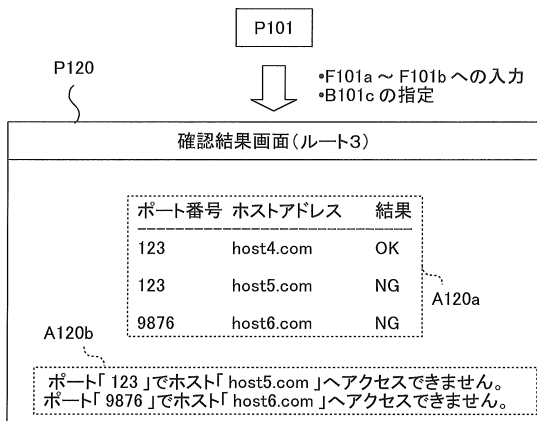 P101
P120
•F101a ～ F101b への入力
•B101c の指定
確認結果画面（ルート3）
ポート番号 ホストアドレス 結果
123 host4.com OK
123 host5.com NG
9876 host6.com NG
A120a
A120b
ポート「 123 」でホスト「 host5.com 」へアクセスできません。
ポート「 9876 」でホスト「 host6.com 」へアクセスできません。